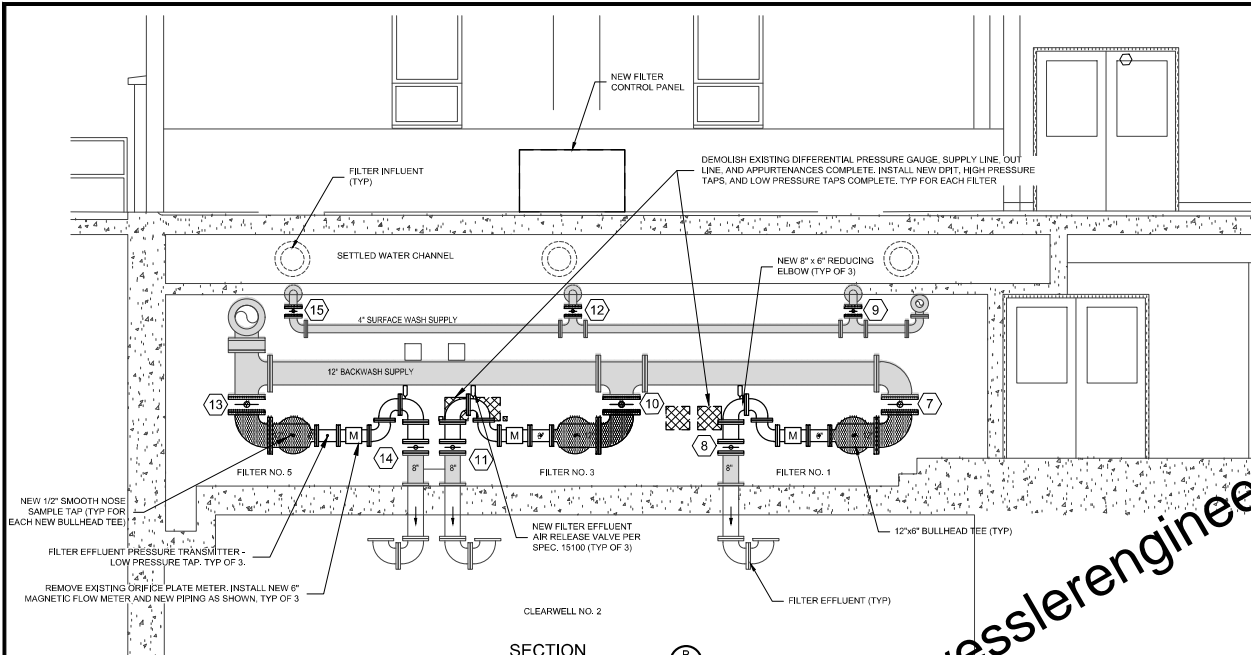 NEW FILTER
CONTROL PANEL
DEMOLISH EXISTING DIFFERENTIAL PRESSURE GAUGE, SUPPLY LINE, OUT
LINE, AND APPURTENANCES COMPLETE. INSTALL NEW DPIT, HIGH PRESSURE
TAPS, AND LOW PRESSURE TAPS COMPLETE. TYP FOR EACH FILTER
FILTER INFLUENT
(TYP)
SETTLED WATER CHANNEL
NEW 8" x 6" REDUCING
ELBOW (TYP OF 3)
15
12
9
4" SURFACE WASH SUPPLY
12" BACKWASH SUPPLY
13
10
7
M
M
M
14
11
8
8"
8"
8"
FILTER NO. 5
FILTER NO. 3
FILTER NO. 1
NEW 1/2" SMOOTH NOSE
SAMPLE TAP (TYP FOR
EACH NEW BULLHEAD TEE)
NEW FILTER EFFLUENT
AIR RELEASE VALVE PER
SPEC. 15100 (TYP OF 3)
12"x6" BULLHEAD TEE (TYP)
FILTER EFFLUENT PRESSURE TRANSMITTER -
LOW PRESSURE TAP. TYP OF 3.
REMOVE EXISTING ORIFICE PLATE METER. INSTALL NEW 6"
MAGNETIC FLOW METER AND NEW PIPING AS SHOWN, TYP OF 3
FILTER EFFLUENT (TYP)
CLEARWELL NO. 2
SECTION